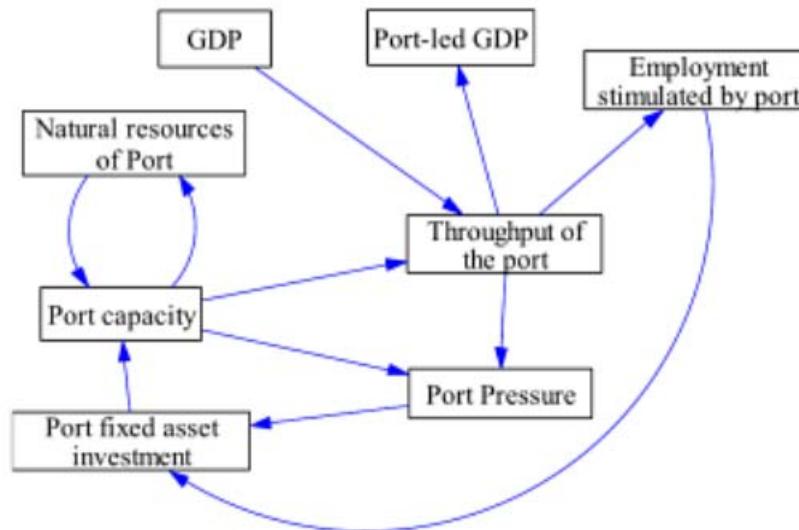 GDP
Port-led GDP
Employment
stimulated by port
Natural resources
of Port
Throughput of
the port
Port capacity
Port Pressure
Port fixed asset
investment